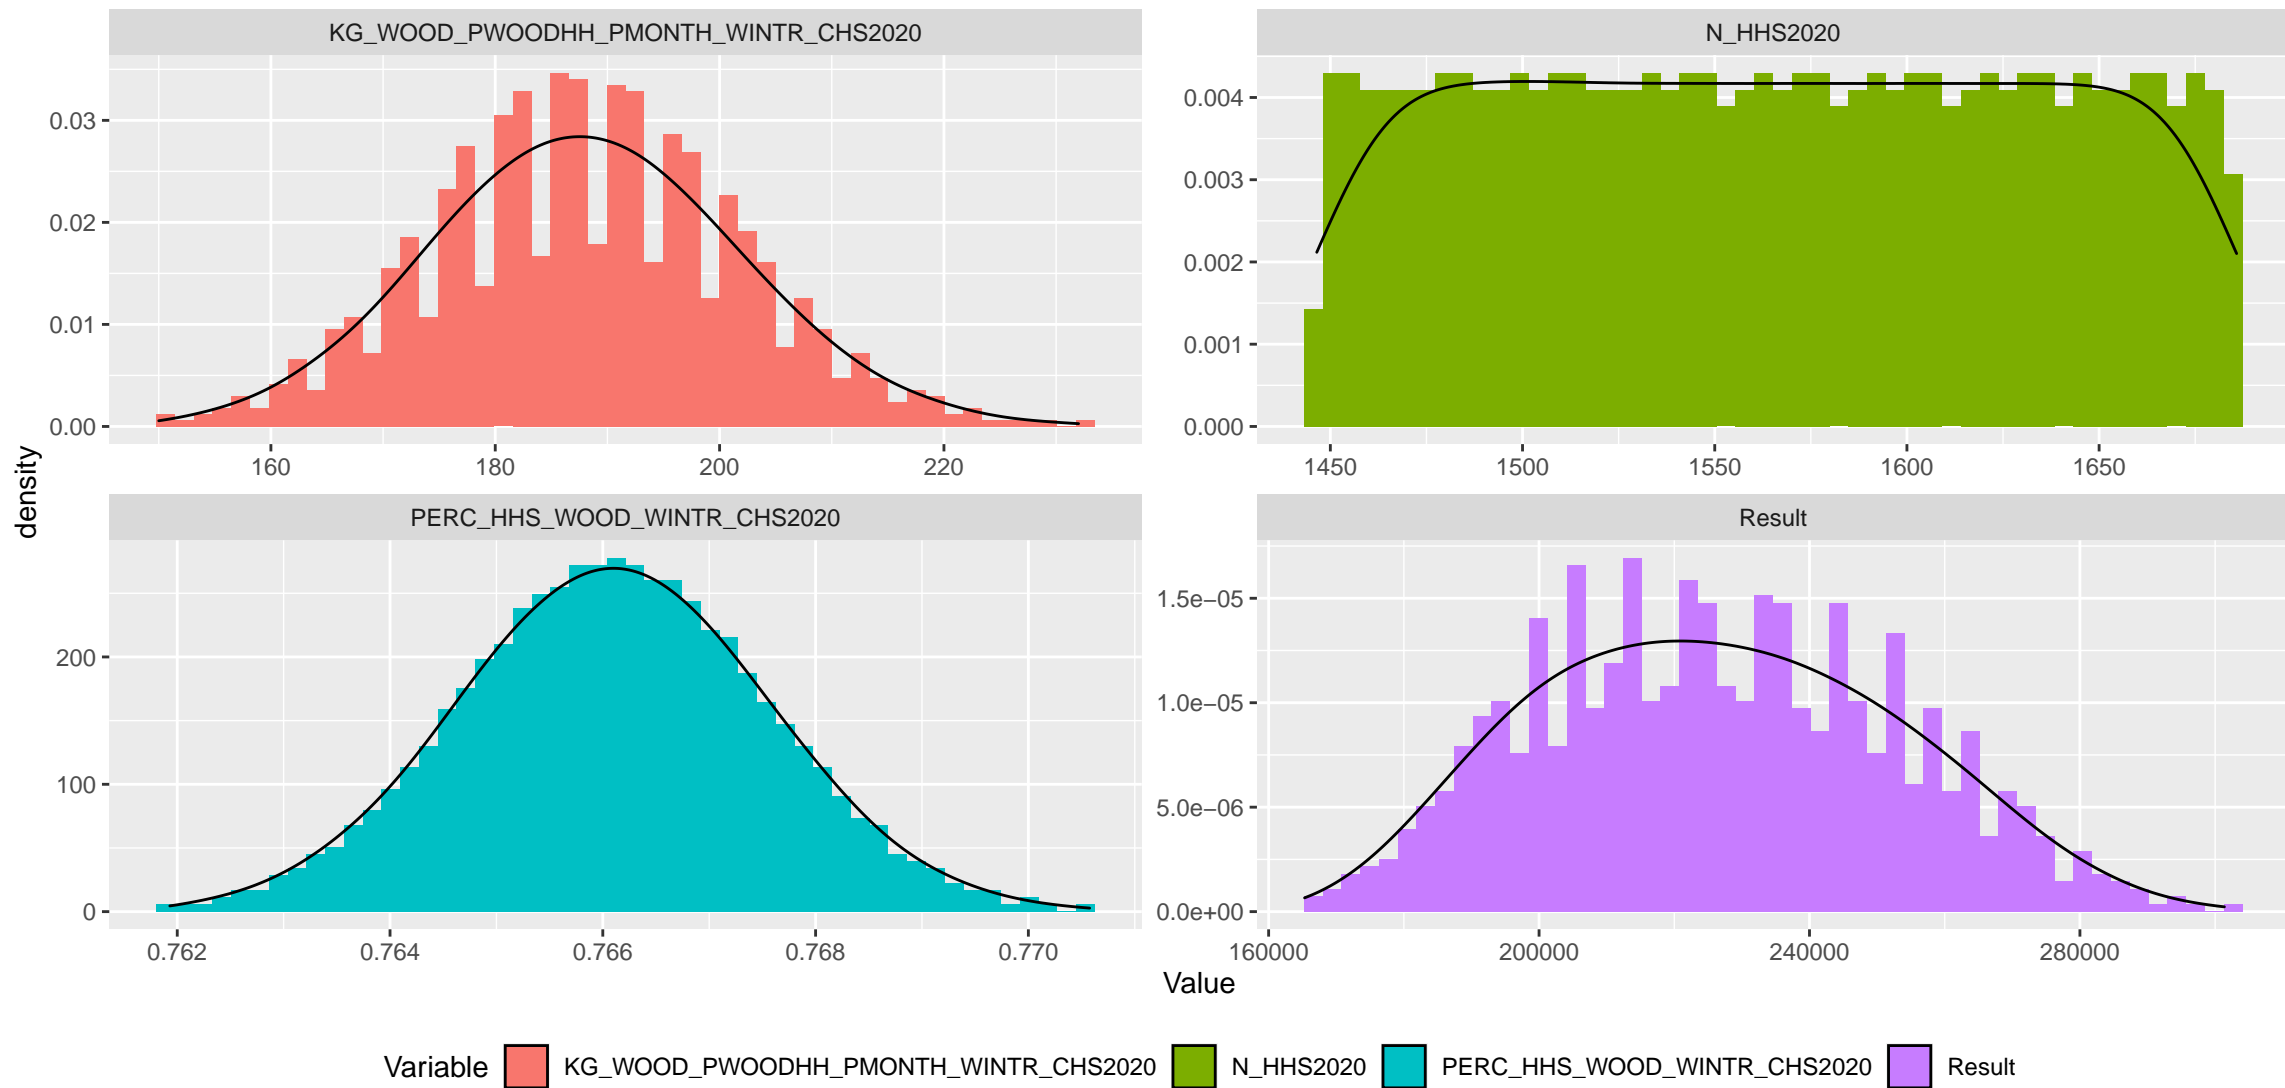 KG_WOOD_PWOODHH_PMONTH_WINTR_CHS2020
N_HHS2020
0.03
0.02
0.01
0.00
160 180 200 220
0.004
0.003
0.002
0.001
0.000
1450 1500 1550 1600 1650
density
PERC_HHS_WOOD_WINTR_CHS2020
Result
200
100
0
0.762 0.764 0.766 0.768 0.770
1.5e−05
1.0e−05
5.0e−06
0.0e+00
160000 200000 240000 280000
Value
Variable KG_WOOD_PWOODHH_PMONTH_WINTR_CHS2020 N_HHS2020 PERC_HHS_WOOD_WINTR_CHS2020 Result